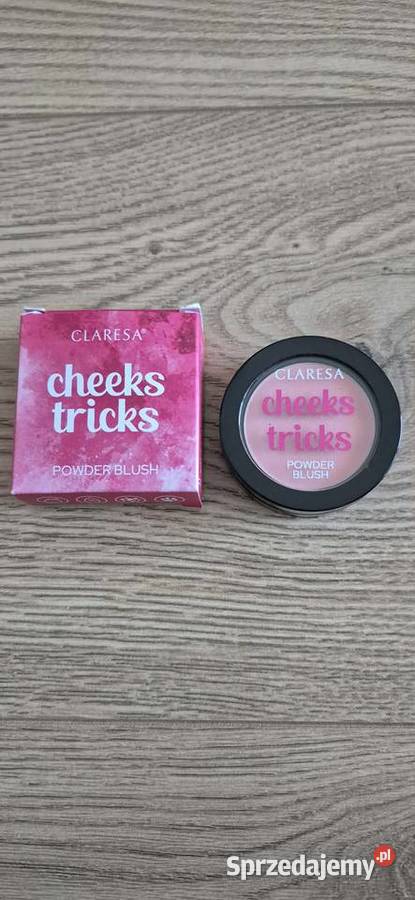 CLARESA®
cheeks
tricks
POWDER BLUSH
CLARESA
cheeks
tricks
POWDER
BLUSH
Sprzedajemy.pl